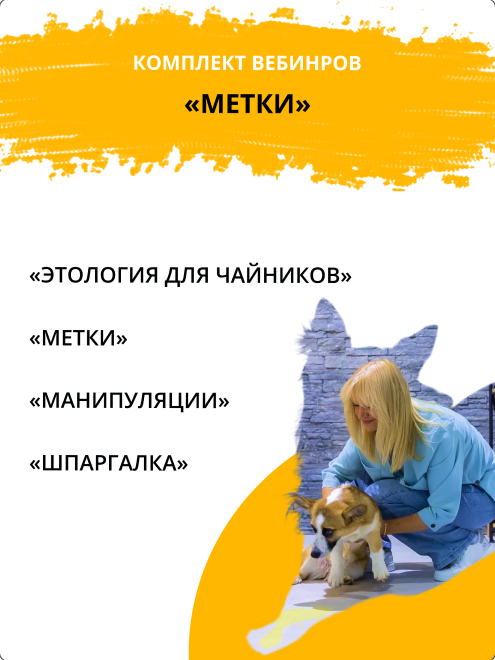 КОМПЛЕКТ ВЕБИНРОВ
«МЕТКИ»
«ЭТОЛОГИЯ ДЛЯ ЧАЙНИКОВ»
«МЕТКИ»
«МАНИПУЛЯЦИИ»
«ШПАРГАЛКА»